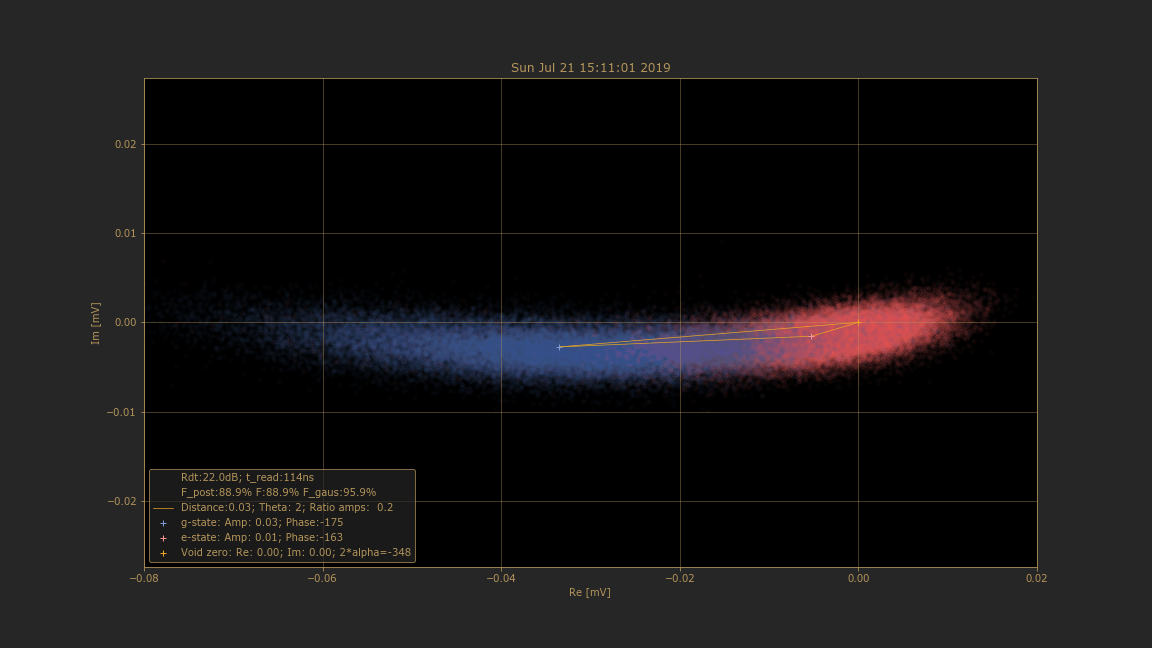 Sun Jul 21 15:11:01 2019
Im [mV]
0.02
0.01
0.00
−0.01
−0.02
Rdt:22.0dB; t_read:114ns
F_post:88.9% F:88.9% F_gaus:95.9%
Distance:0.03; Theta: 2; Ratio amps:  0.2
g-state: Amp: 0.03; Phase:-175
e-state: Amp: 0.01; Phase:-163
Void zero: Re: 0.00; Im: 0.00; 2*alpha=-348
−0.08 −0.06 −0.04 −0.02 0.00 0.02
Re [mV]